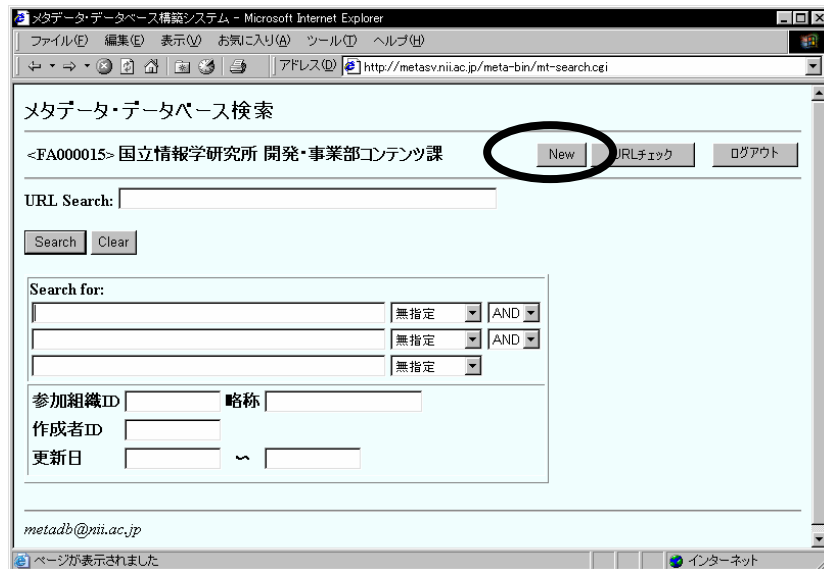 メタデータ・データベース構築システム - Microsoft Internet Explorer
ファイル(F) 編集(E) 表示(V) お気に入り(A) ツール(T) ヘルプ(H)
アドレス(D) http://metasv.nii.ac.jp/meta-bin/mt-search.cgi
メタデータ・データベース検索
<FA000015> 国立情報学研究所 開発・事業部コンテンツ課 New URLチェック ログアウト
URL Search:
Search Clear
Search for:
無指定 AND
無指定 AND
無指定
参加組織ID 略称
作成者ID
更新日 ~
metadb@nii.ac.jp
ページが表示されました インターネット